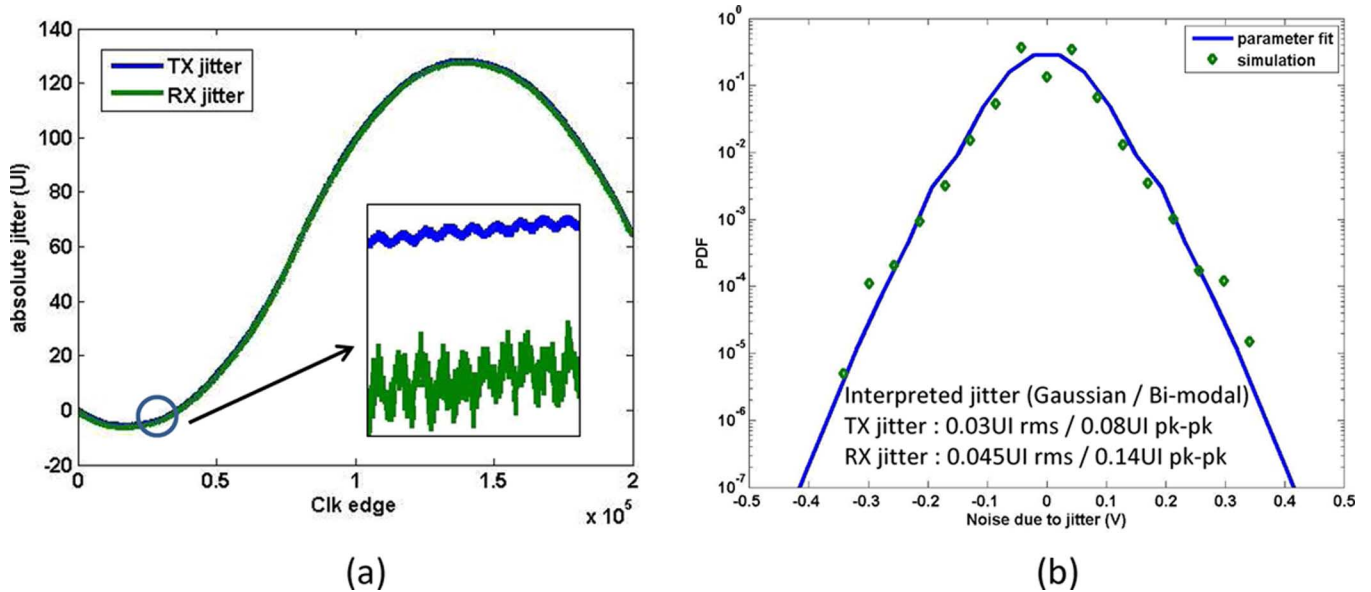 140
120
100
80
60
40
20
0
-20
absolute jitter (UI)
TX jitter
RX jitter
0
0.5
1
1.5
2
x 10^5
Clk edge
(a)
10^0
10^-1
10^-2
10^-3
10^-4
10^-5
10^-6
10^-7
PDF
parameter fit
simulation
Interpreted jitter (Gaussian / Bi-modal)
TX jitter : 0.03UI rms / 0.08UI pk-pk
RX jitter : 0.045UI rms / 0.14UI pk-pk
-0.5
-0.4
-0.3
-0.2
-0.1
0
0.1
0.2
0.3
0.4
0.5
Noise due to jitter (V)
(b)